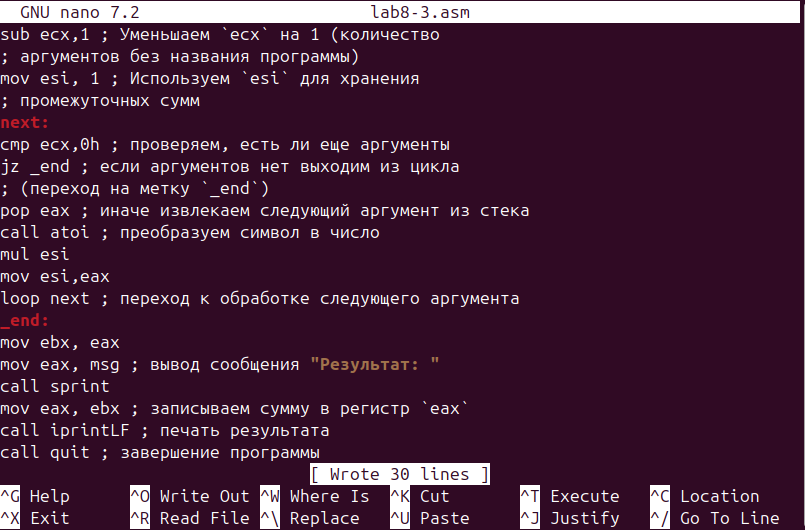 GNU nano 7.2 lab8-3.asm
sub ecx,1 ; Уменьшаем `ecx` на 1 (количество
; аргументов без названия программы)
mov esi, 1 ; Используем `esi` для хранения
; промежуточных сумм
next:
cmp ecx,0h ; проверяем, есть ли еще аргументы
jz _end ; если аргументов нет выходим из цикла
; (переход на метку `_end`)
pop eax ; иначе извлекаем следующий аргумент из стека
call atoi ; преобразуем символ в число
mul esi
mov esi,eax
loop next ; переход к обработке следующего аргумента
_end:
mov ebx, eax
mov eax, msg ; вывод сообщения "Результат: "
call sprint
mov eax, ebx ; записываем сумму в регистр `eax`
call iprintLF ; печать результата
call quit ; завершение программы
[ Wrote 30 lines ]
^G Help ^O Write Out ^W Where Is ^K Cut ^T Execute ^C Location
^X Exit ^R Read File ^\ Replace ^U Paste ^J Justify ^/ Go To Line